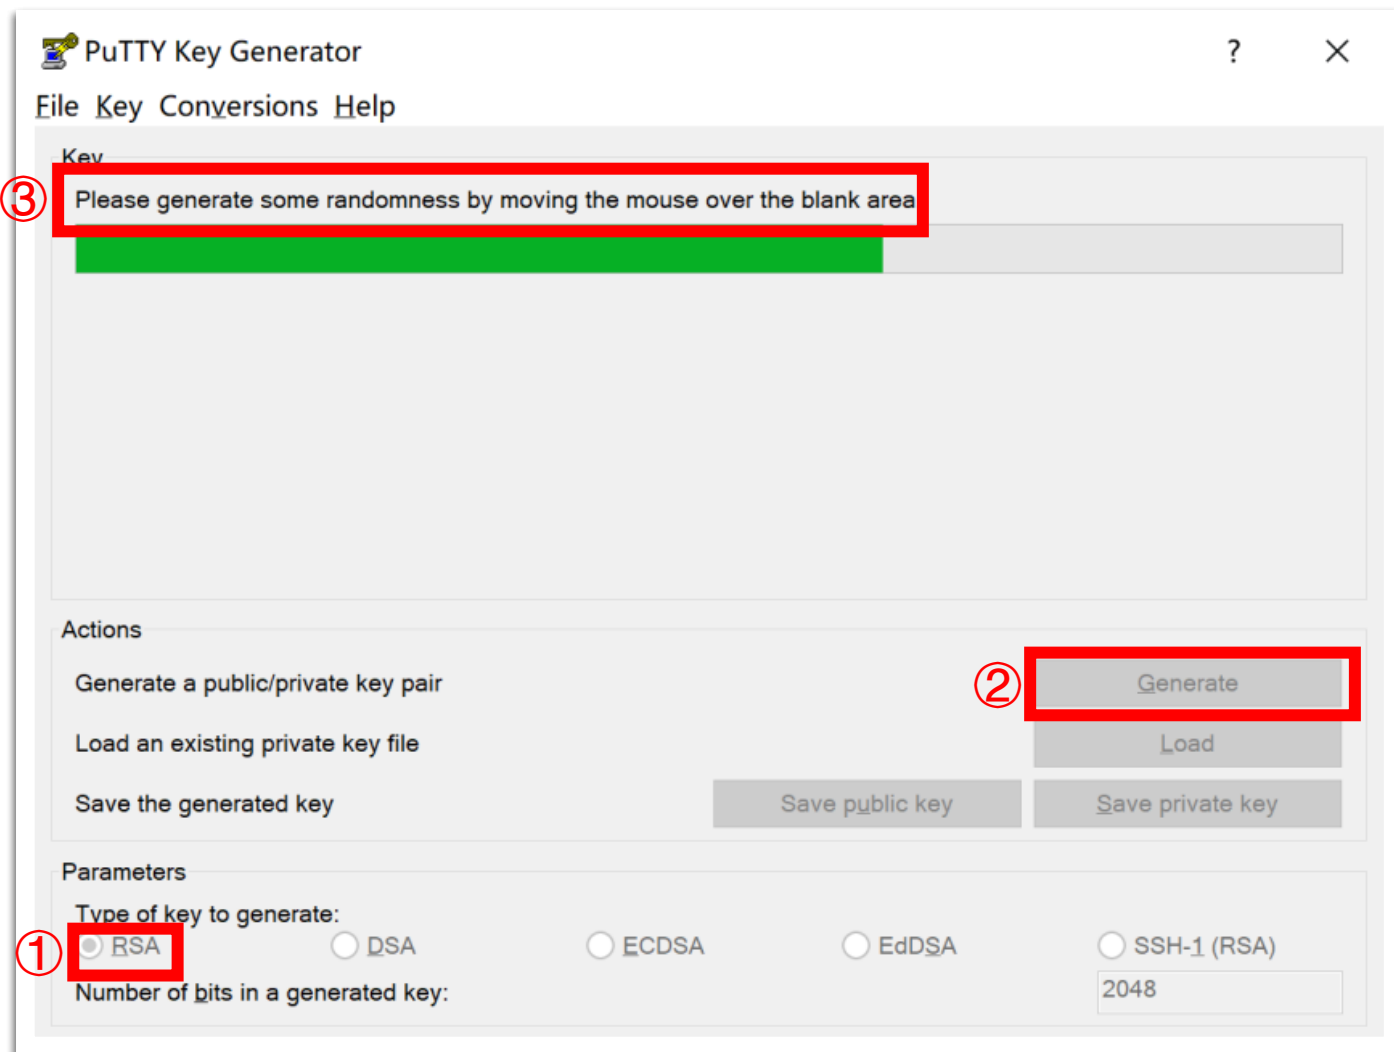 PuTTY Key Generator ? ×
File Key Conversions Help
Key
③ Please generate some randomness by moving the mouse over the blank area
Actions
Generate a public/private key pair ② Generate
Load an existing private key file Load
Save the generated key Save public key Save private key
Parameters
Type of key to generate:
① RSA DSA ECDSA EdDSA SSH-1 (RSA)
Number of bits in a generated key: 2048